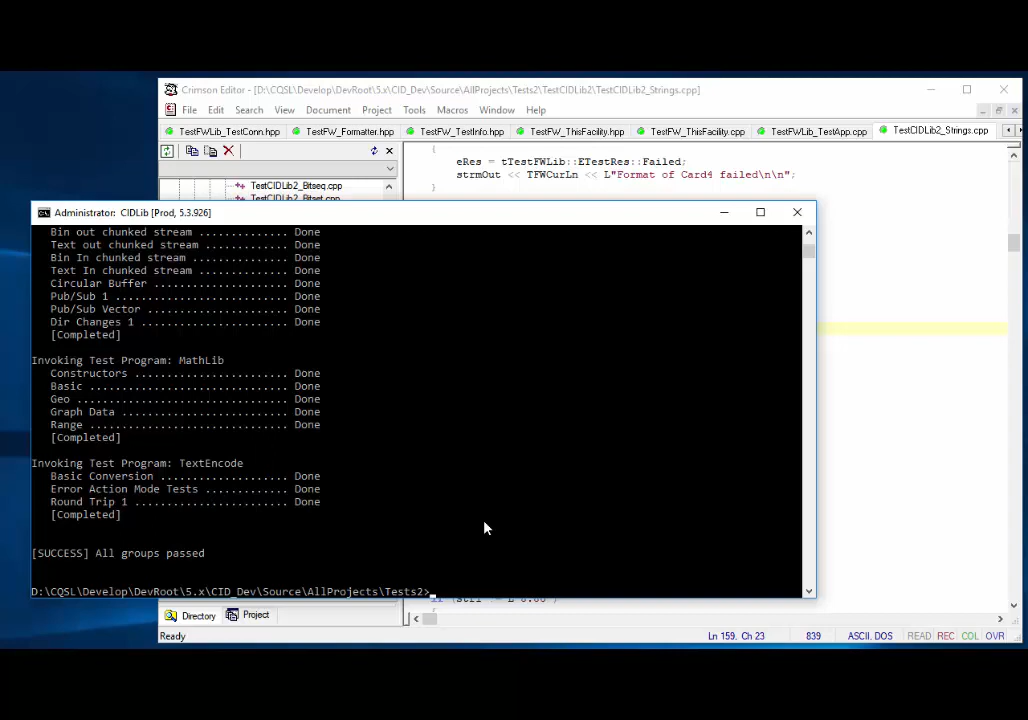 Crimson Editor - [D:\CQSL\Develop\DevRoot\5.x\CID_Dev\Source\AllProjects\Tests2\TestCIDLib2\TestCIDLib2_Strings.cpp]
File Edit Search View Document Project Tools Macros Window Help
TestFWLib_TestConn.hpp TestFW_Formatter.hpp TestFW_TestInfo.hpp TestFW_ThisFacility.hpp TestFW_ThisFacility.cpp TestFWLib_TestApp.cpp TestCIDLib2_Strings.cpp
{
eRes = tTestFWLib::ETestRes::Failed;
strmOut << TFWCurLn << L"Format of Card4 failed\n\n";
}
TestCIDLib2_Bitseq.cpp
TestCIDLib2_Bitset.cpp
Administrator: CIDLib [Prod, 5.3.926]
Bin out chunked stream .............. Done
Text out chunked stream ............. Done
Bin In chunked stream ............... Done
Text In chunked stream .............. Done
Circular Buffer ..................... Done
Pub/Sub 1 ........................... Done
Pub/Sub Vector ...................... Done
Dir Changes 1 ....................... Done
[Completed]
Invoking Test Program: MathLib
Constructors ........................ Done
Basic ............................... Done
Geo ................................. Done
Graph Data .......................... Done
Range ............................... Done
[Completed]
Invoking Test Program: TextEncode
Basic Conversion .................... Done
Error Action Mode Tests ............. Done
Round Trip 1 ........................ Done
[Completed]
[SUCCESS] All groups passed
D:\CQSL\Develop\DevRoot\5.x\CID_Dev\Source\AllProjects\Tests2>
Directory Project
Ready Ln 159, Ch 23 839 ASCII, DOS READ REC COL OVR